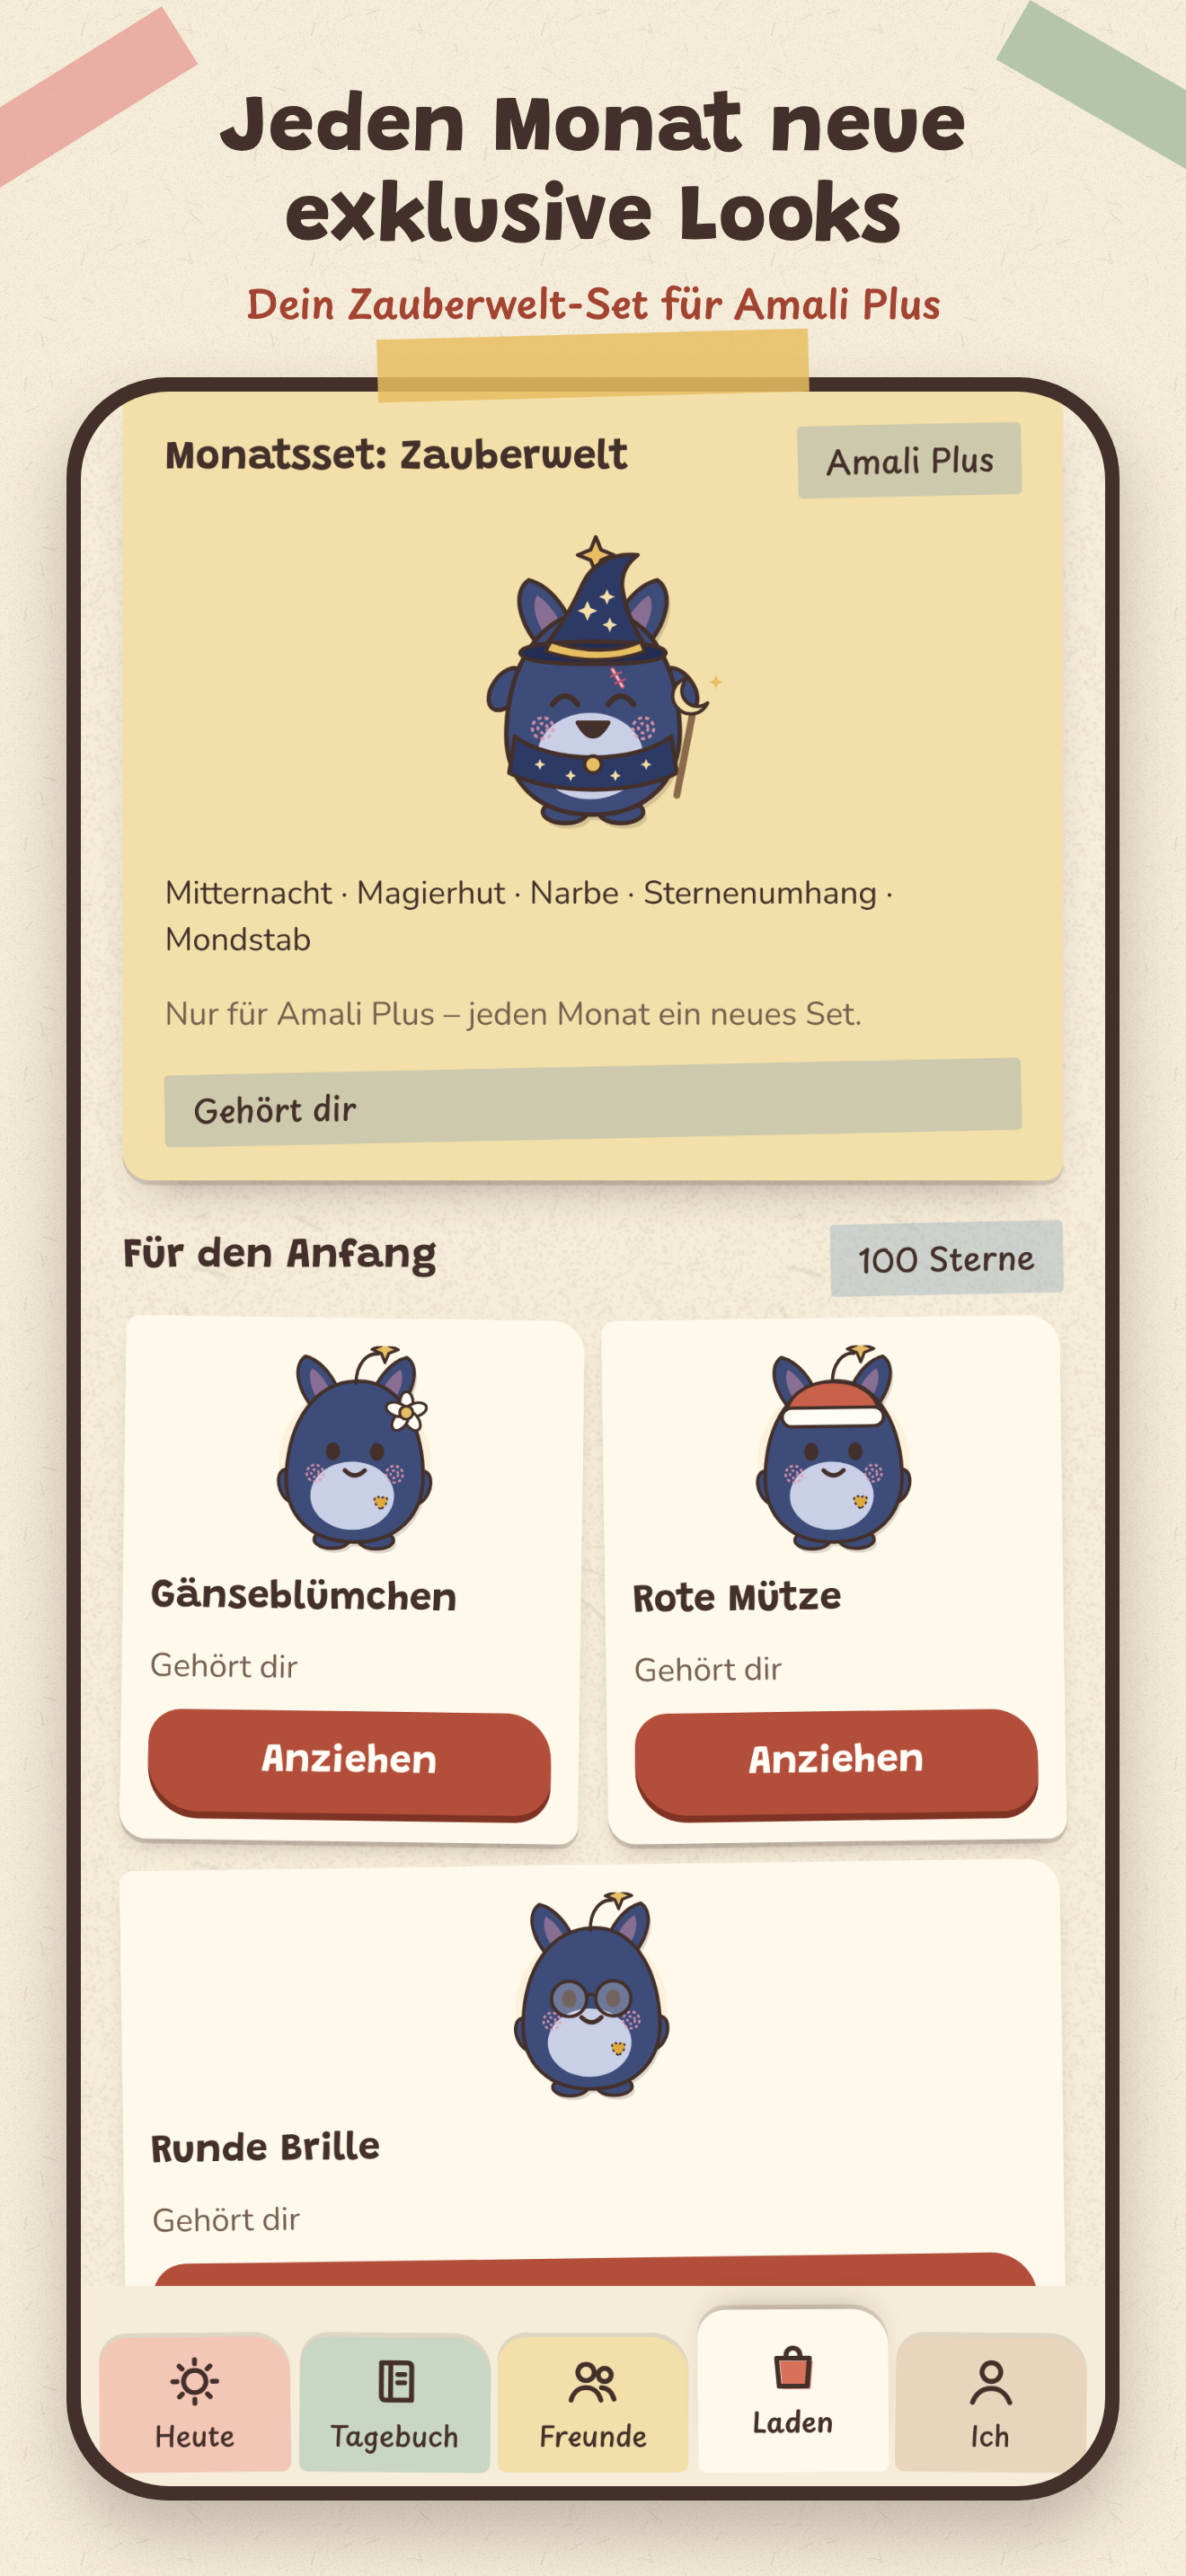 Jeden Monat neue
exklusive Looks
Dein Zauberwelt-Set für Amali Plus
Monatsset: Zauberwelt
Amali Plus
Mitternacht · Magierhut · Narbe · Sternenumhang ·
Mondstab
Nur für Amali Plus – jeden Monat ein neues Set.
Gehört dir
Für den Anfang
100 Sterne
Gänseblümchen
Gehört dir
Anziehen
Rote Mütze
Gehört dir
Anziehen
Runde Brille
Gehört dir
Heute
Tagebuch
Freunde
Laden
Ich